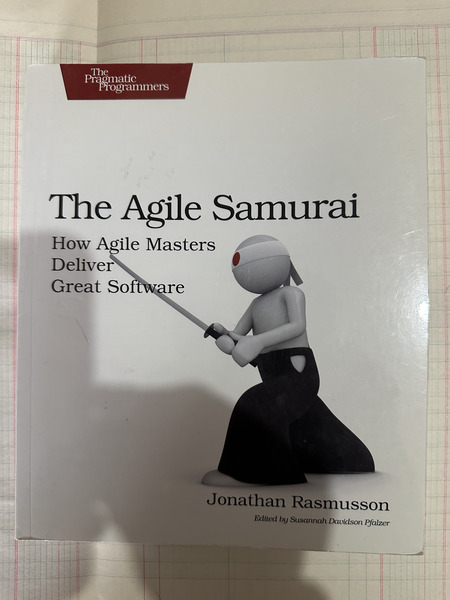 The
Pragmatic
Programmers
The Agile Samurai
How Agile Masters
Deliver
Great Software
Jonathan Rasmusson
Edited by Susannah Davidson Pfalzer